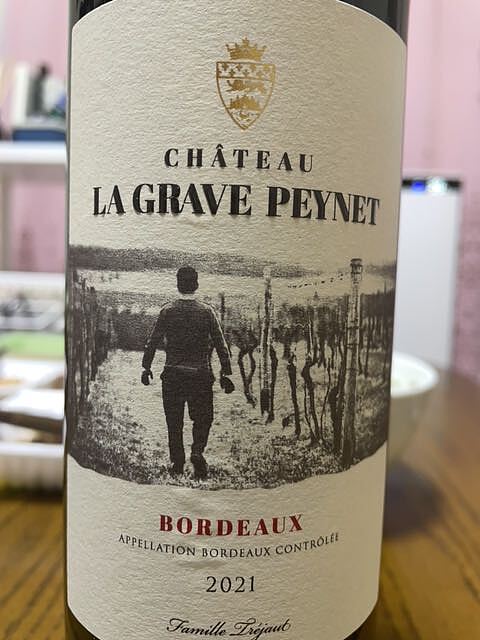 CHÂTEAU
LA GRAVE PEYNET
BORDEAUX
APPELLATION BORDEAUX CONTRÔLÉE
2021
Famille Tréjaut